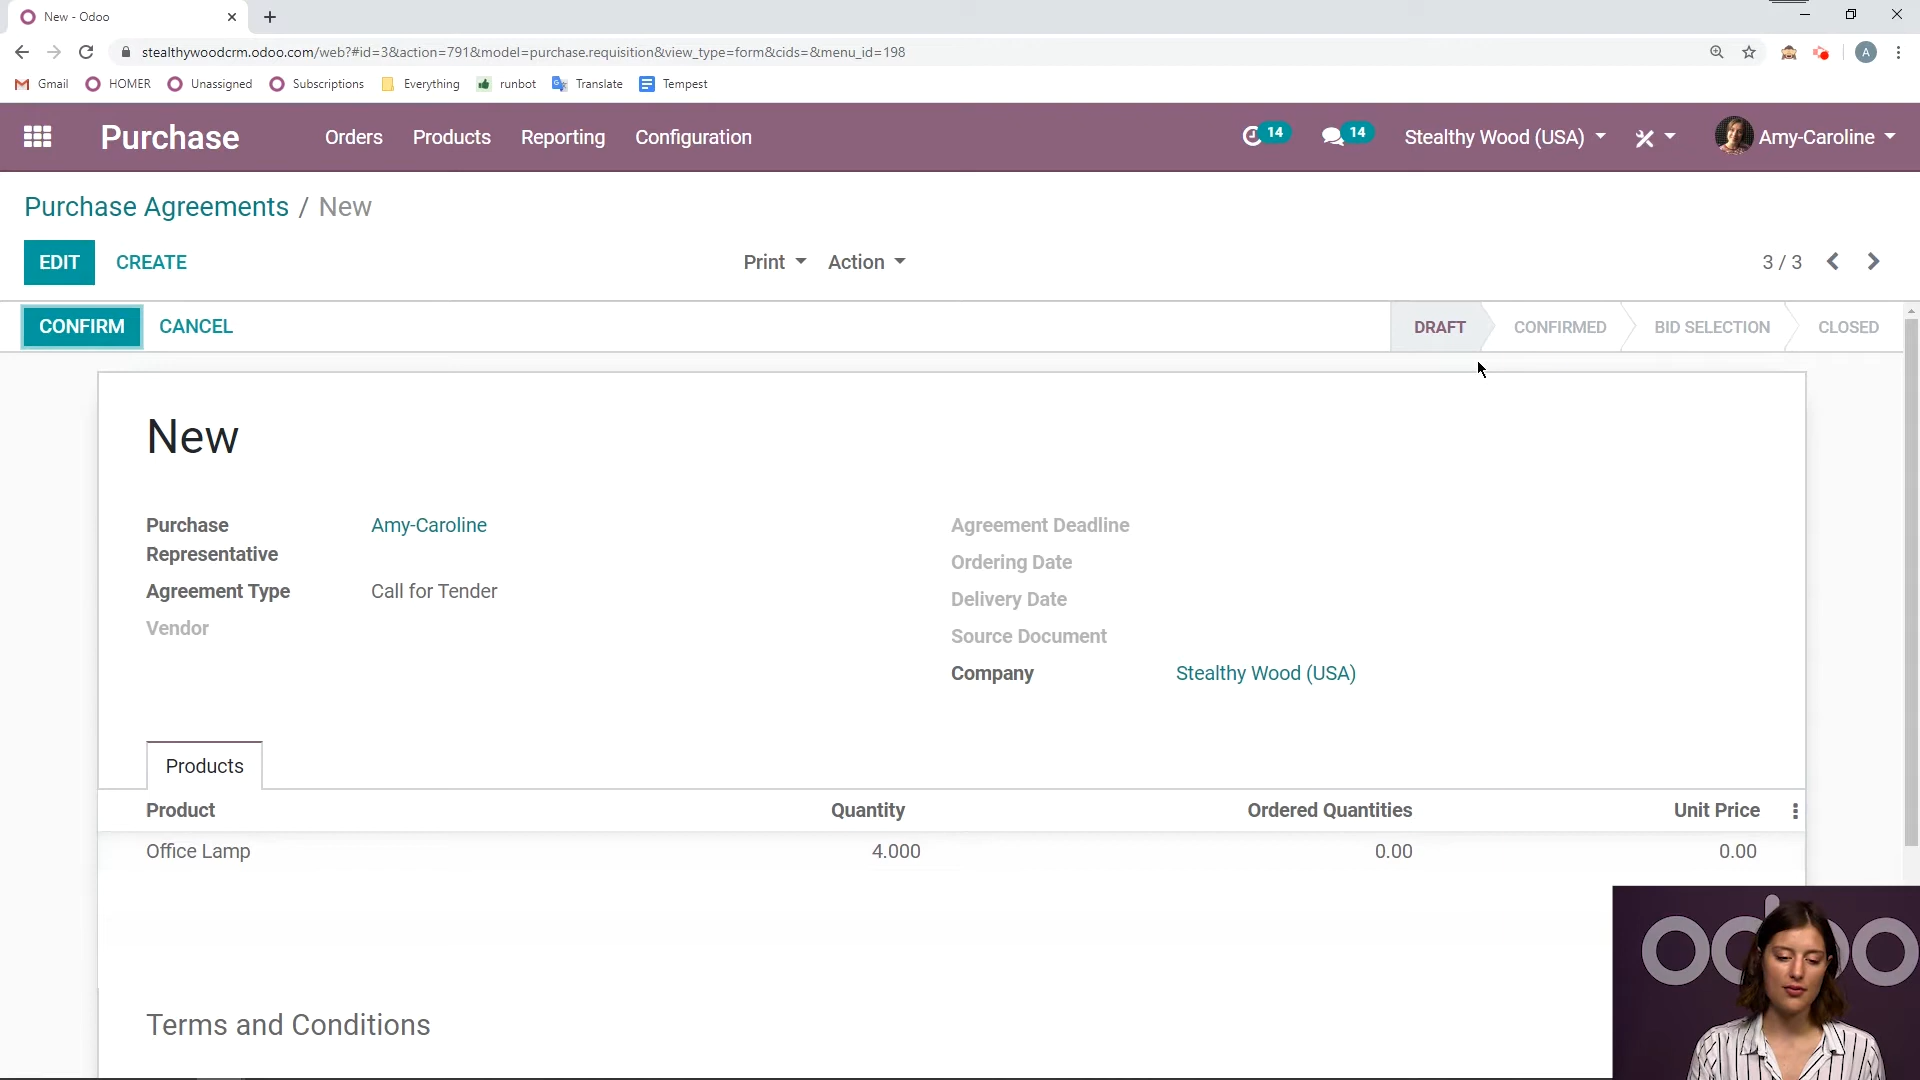 New - Odoo
stealthywoodcrm.odoo.com/web?#id=3&action=791&model=purchase.requisition&view_type=form&cids=&menu_id=198
A
Gmail HOMER Unassigned Subscriptions Everything runbot Translate Tempest
Purchase Orders Products Reporting Configuration 14 14 Stealthy Wood (USA) Amy-Caroline
Purchase Agreements / New
EDIT CREATE Print Action 3 / 3
CONFIRM CANCEL DRAFT CONFIRMED BID SELECTION CLOSED
New
Purchase Representative Amy-Caroline
Agreement Type Call for Tender
Vendor
Agreement Deadline
Ordering Date
Delivery Date
Source Document
Company Stealthy Wood (USA)
Products
Product Quantity Ordered Quantities Unit Price
Office Lamp 4.000 0.00 0.00
odoo
Terms and Conditions